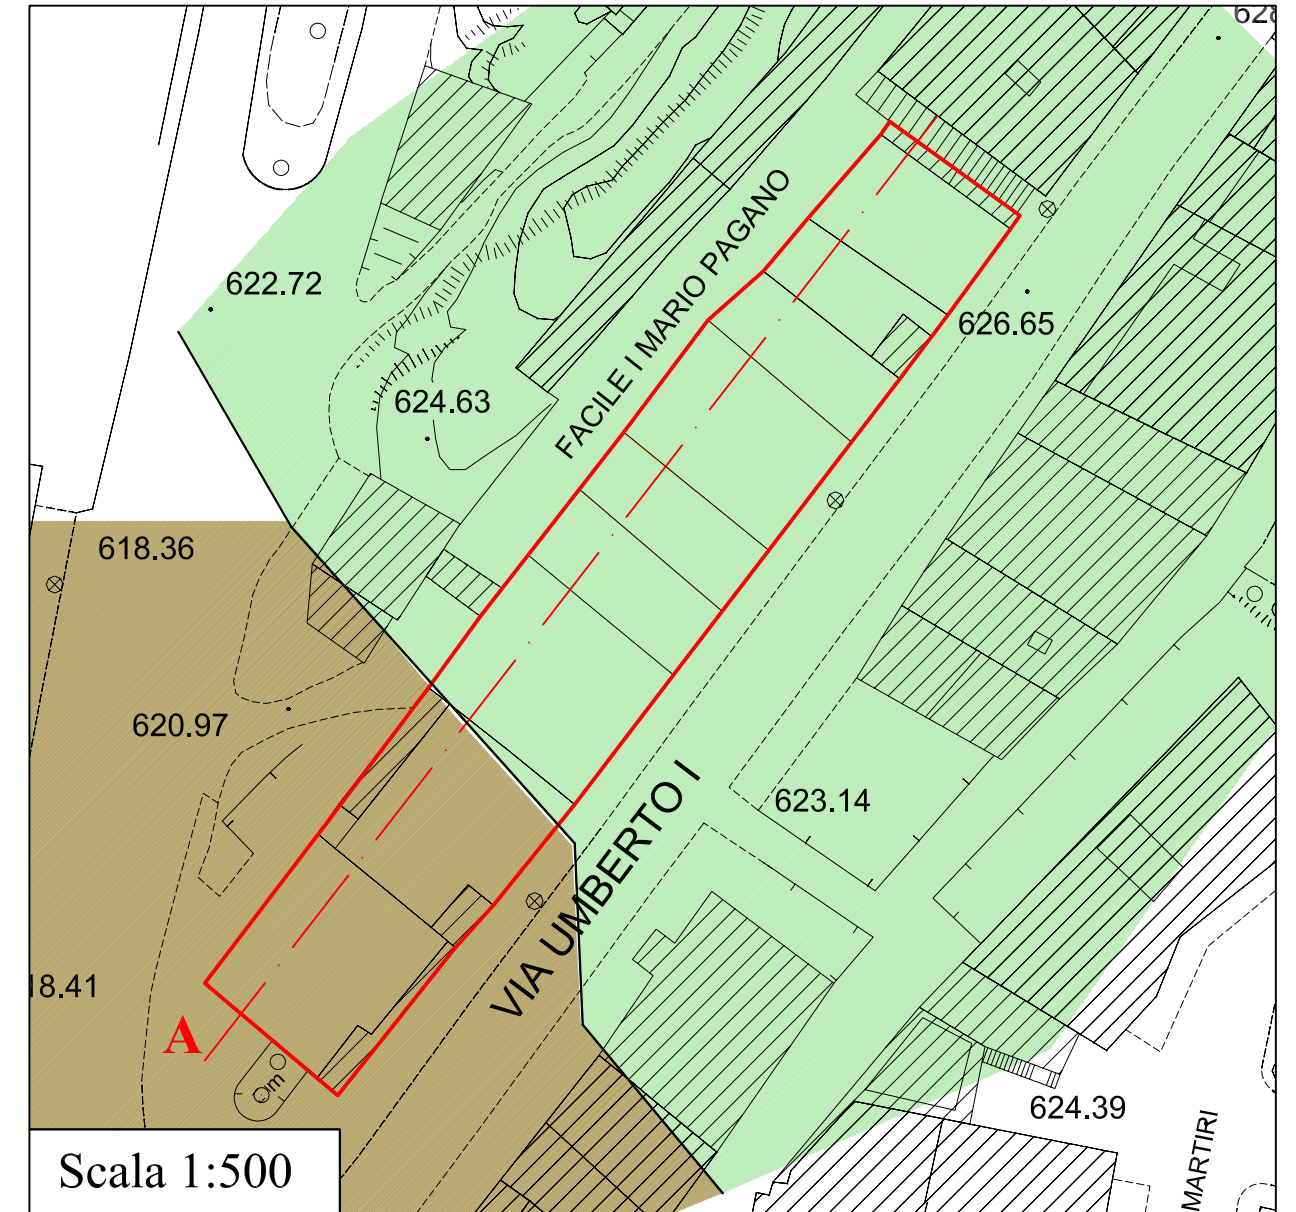 622.72
FACILE I MARIO PAGANO
626.65
624.63
618.36
620.97
VIA UMBERTO I
623.14
18.41
A
m
624.39
MARTIRI
Scala 1:500